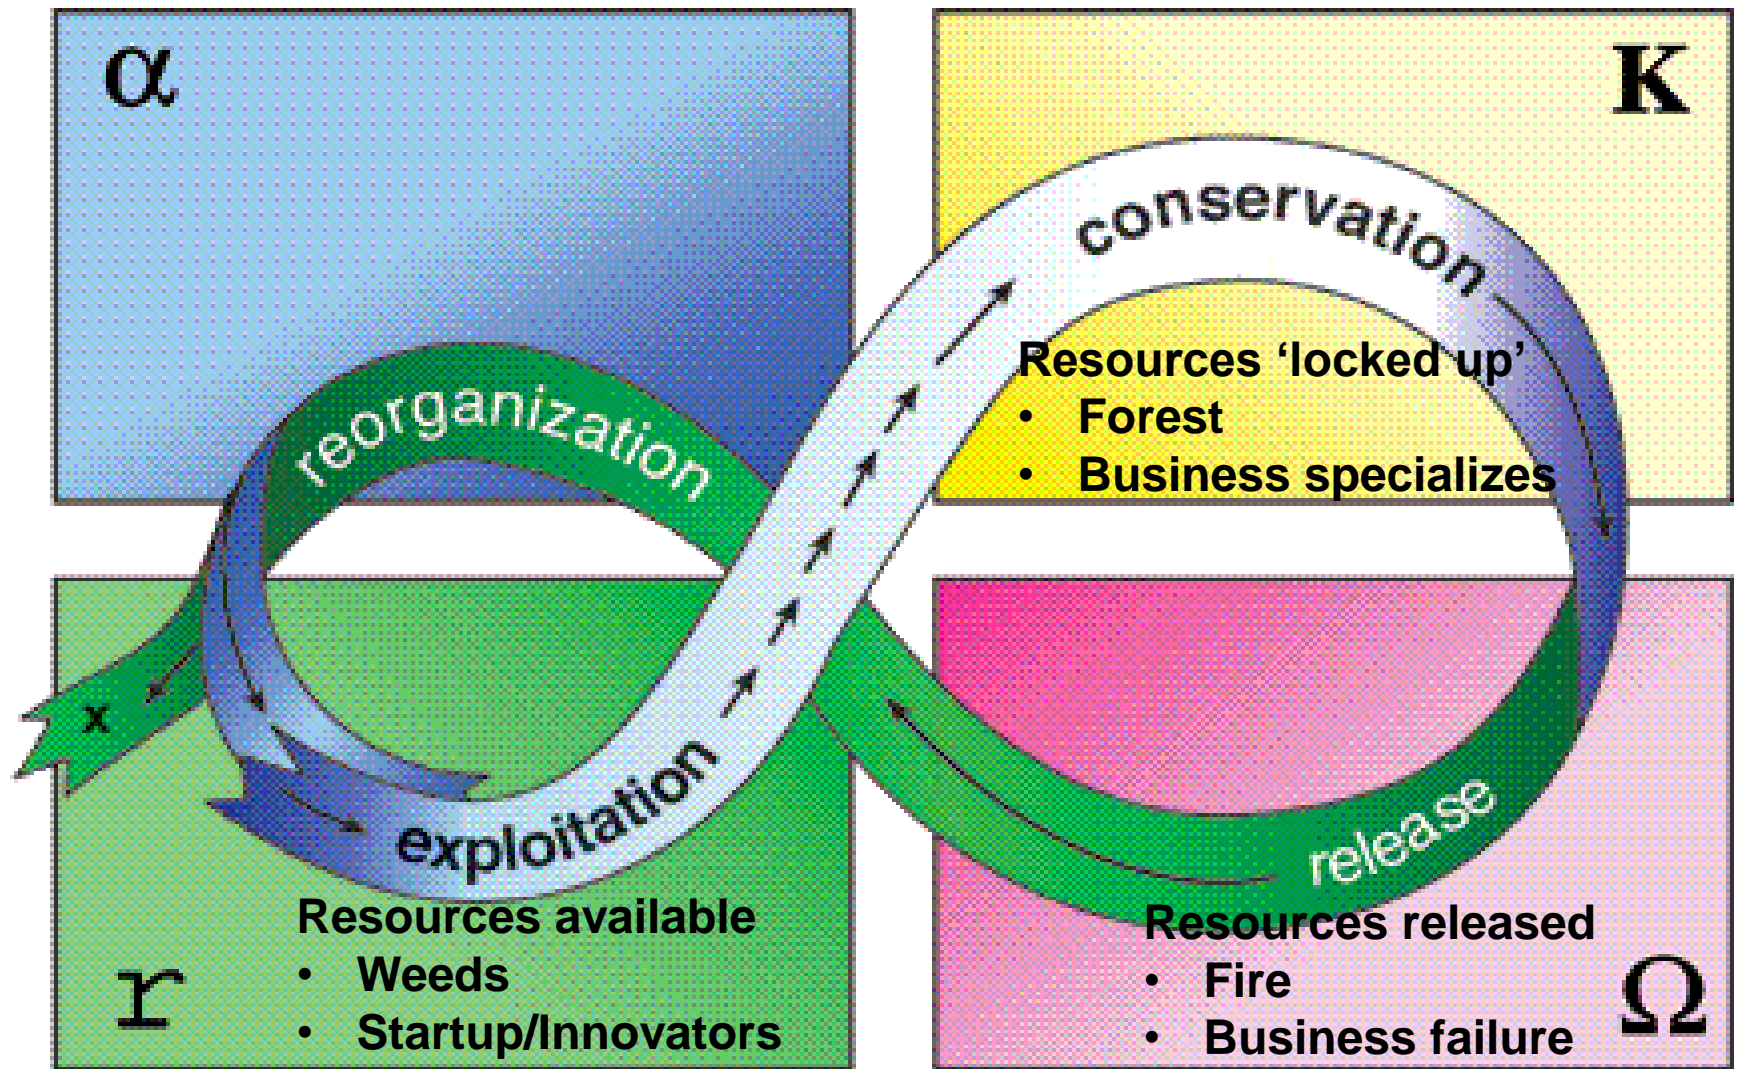 α
K
conservation
Resources ‘locked up’
• Forest
• Business specializes
reorganization
x
exploitation
release
Resources available
• Weeds
• Startup/Innovators
r
Resources released
• Fire
• Business failure
Ω